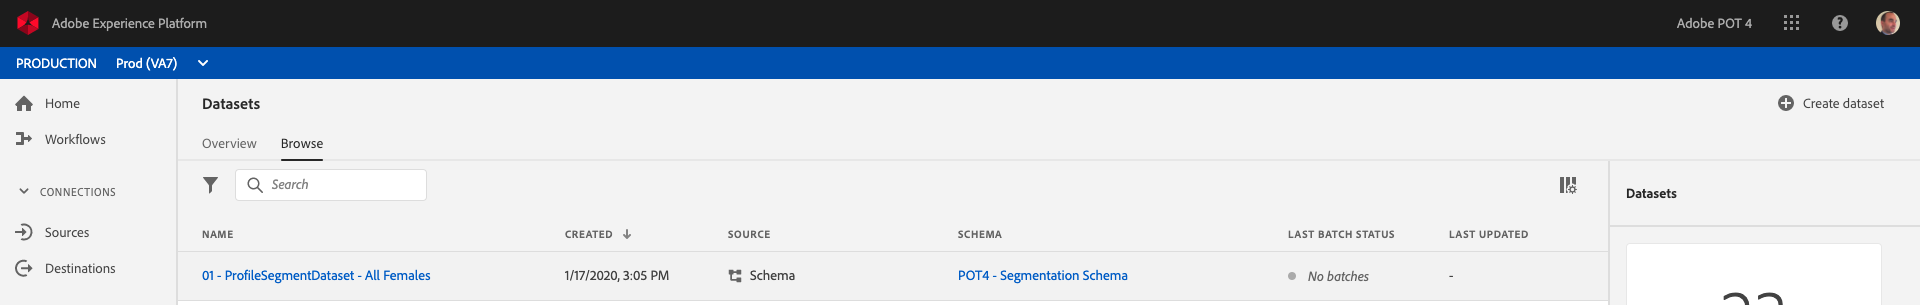 Adobe Experience Platform
Adobe POT 4
PRODUCTION Prod (VA7)
Home
Workflows
CONNECTIONS
Sources
Destinations
Datasets
Create dataset
Overview Browse
Search
NAME CREATED SOURCE SCHEMA LAST BATCH STATUS LAST UPDATED
01 - ProfileSegmentDataset - All Females 1/17/2020, 3:05 PM Schema POT4 - Segmentation Schema No batches -
Datasets